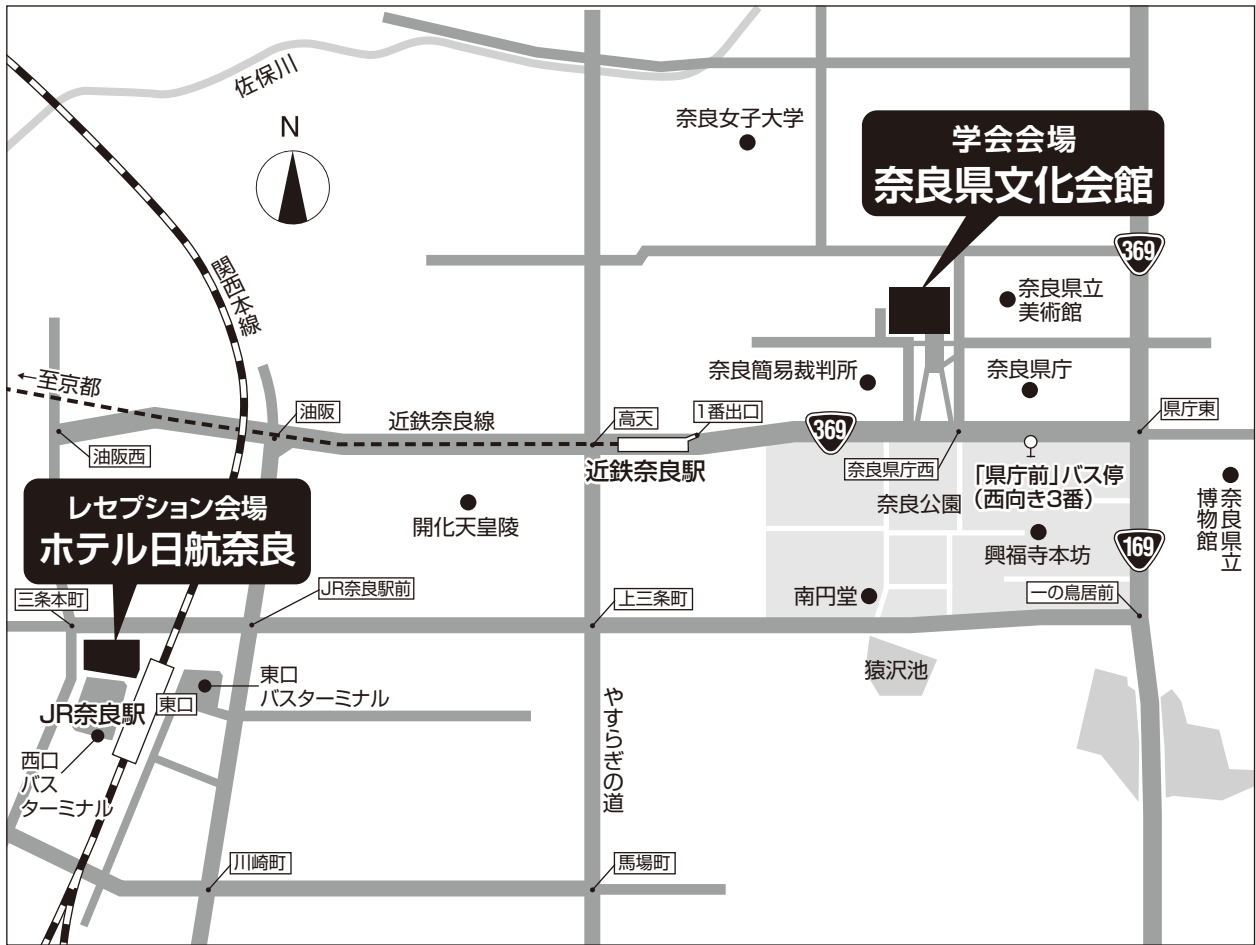 佐保川
N
奈良女子大学
学会会場
奈良県文化会館
369
関西本線
奈良県立
美術館
←至京都
奈良簡易裁判所
奈良県庁
油阪
近鉄奈良線
高天
1番出口
369
県庁東
油阪西
近鉄奈良駅
奈良県庁西
「県庁前」バス停
(西向き3番)
奈良公園
奈良県立
博物館
レセプション会場
ホテル日航奈良
開化天皇陵
興福寺本坊
169
三条本町
JR奈良駅前
上三条町
南円堂
一の鳥居前
猿沢池
東口
バスターミナル
東口
JR奈良駅
やすらぎの道
西口
バス
ターミナル
川崎町
馬場町